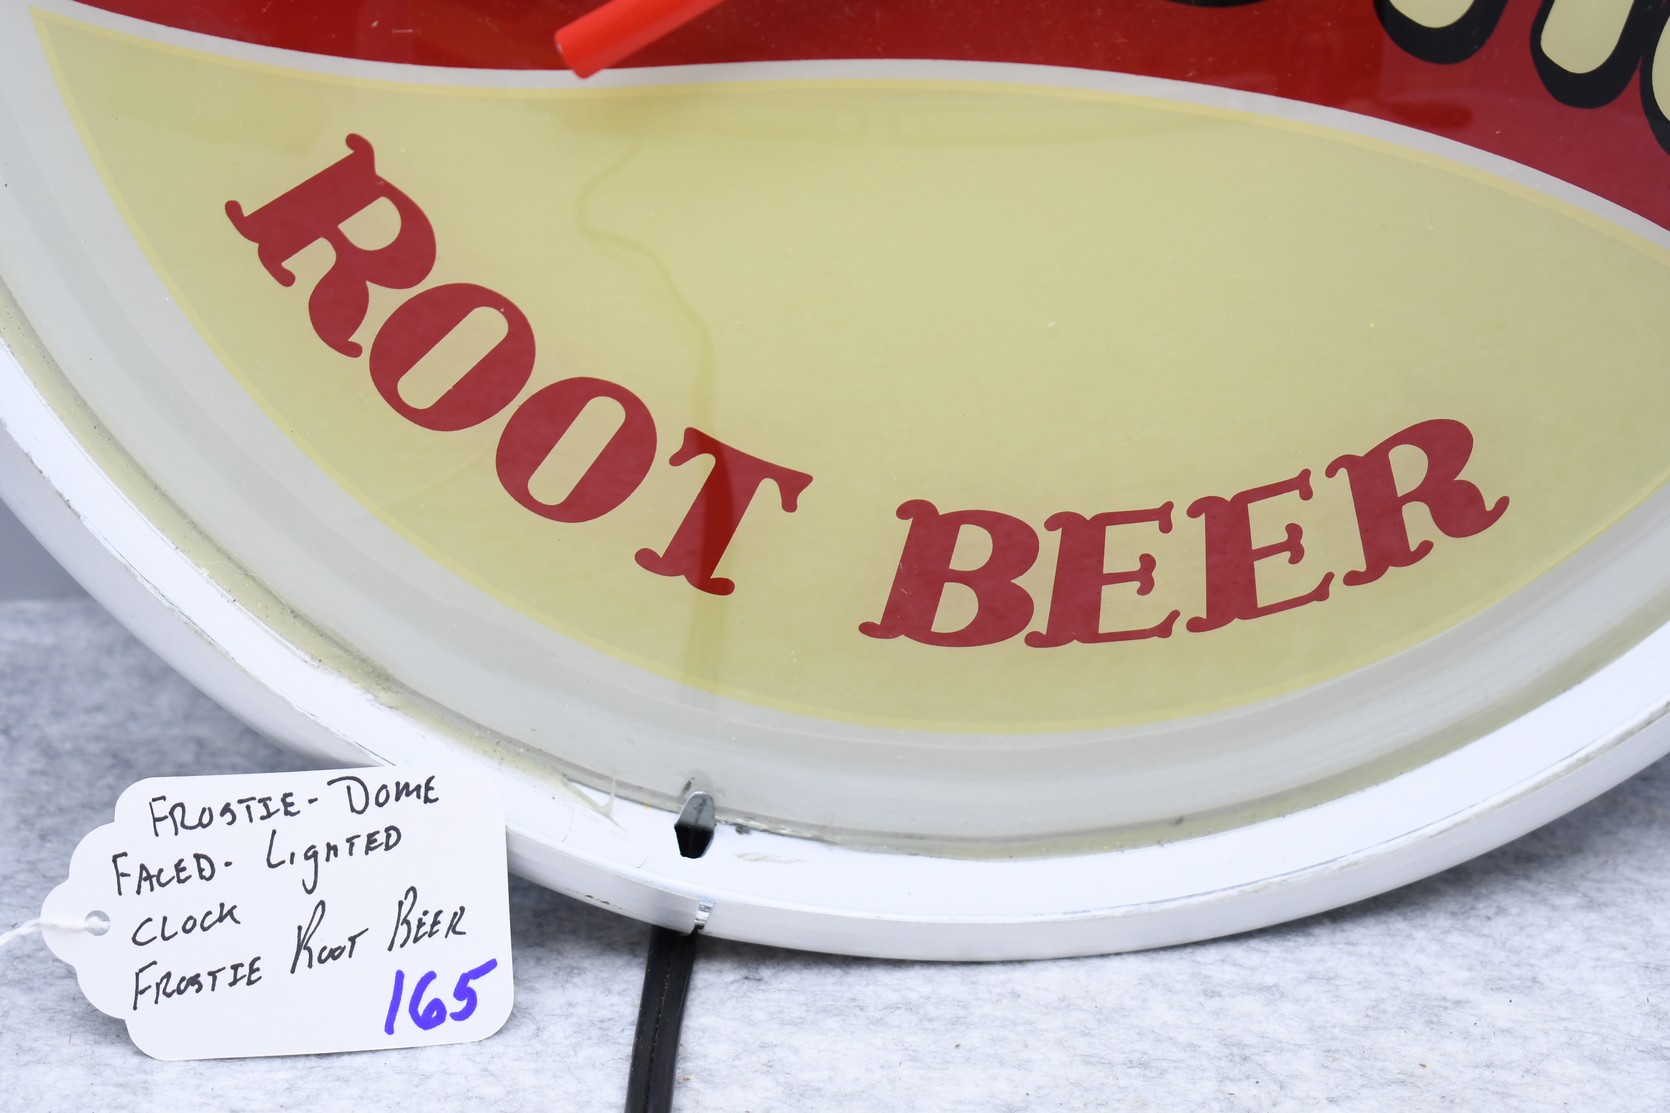 ROOT BEER
FROSTIE - DOME
FACED - LIGHTED
CLOCK
FROSTIE ROOT BEER
165